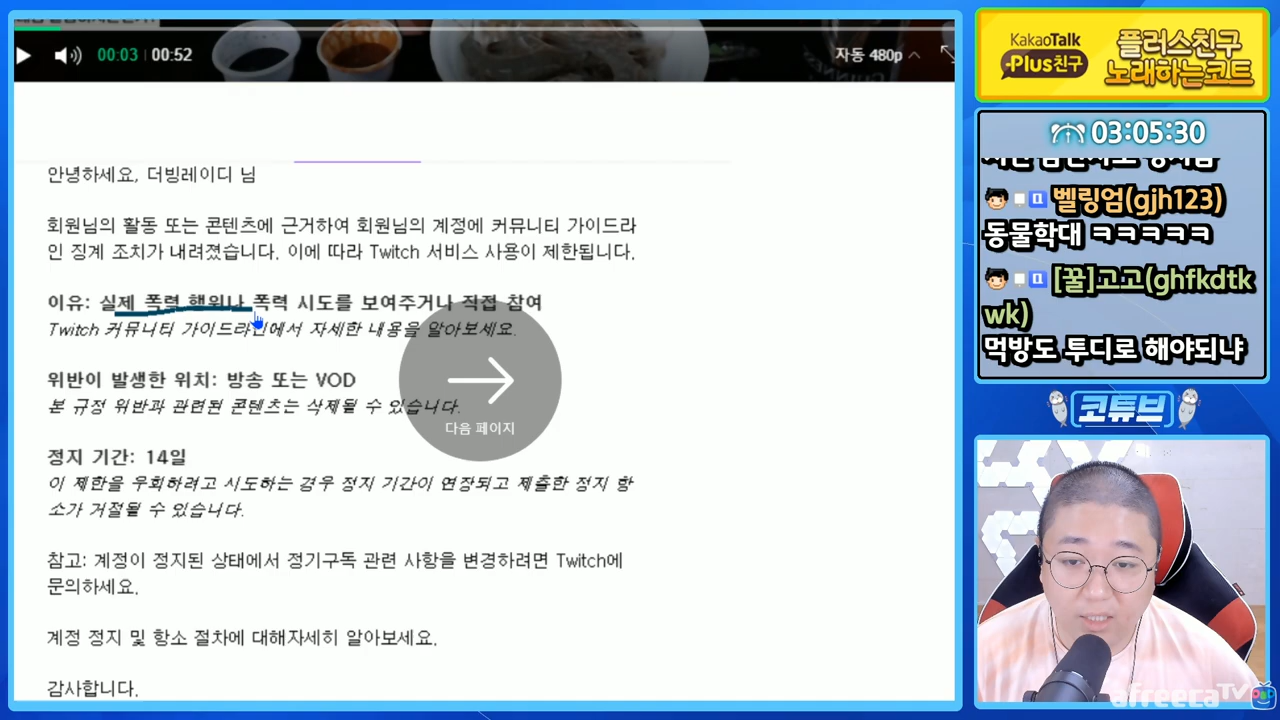 00:03 | 00:52
자동 480p
안녕하세요, 더빙레이디 님
회원님의 활동 또는 콘텐츠에 근거하여 회원님의 계정에 커뮤니티 가이드라
인 징계 조치가 내려졌습니다. 이에 따라 Twitch 서비스 사용이 제한됩니다.
이유: 실제 폭력 행위나 폭력 시도를 보여주거나 직접 참여
Twitch 커뮤니티 가이드라인에서 자세한 내용을 알아보세요.
위반이 발생한 위치: 방송 또는 VOD
본 규정 위반과 관련된 콘텐츠는 삭제될 수 있습니다.
다음 페이지
정지 기간: 14일
이 제한을 우회하려고 시도하는 경우 정지 기간이 연장되고 제출한 정지 항
소가 거절될 수 있습니다.
참고: 계정이 정지된 상태에서 정기구독 관련 사항을 변경하려면 Twitch에
문의하세요.
계정 정지 및 항소 절차에 대해자세히 알아보세요.
감사합니다.
KakaoTalk
Plus친구
플러스친구
노래하는코트
03:05:30
벨링엄(gjh123)
동물학대 ㅋㅋㅋㅋㅋ
[꿀]고고(ghfkdtk
wk)
먹방도 투디로 해야되냐
코튜브
afreecaTV